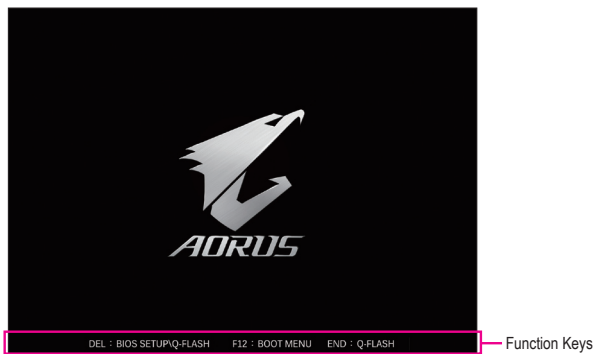 AORUS
DEL : BIOS SETUP\Q-FLASH F12 : BOOT MENU END : Q-FLASH
Function Keys